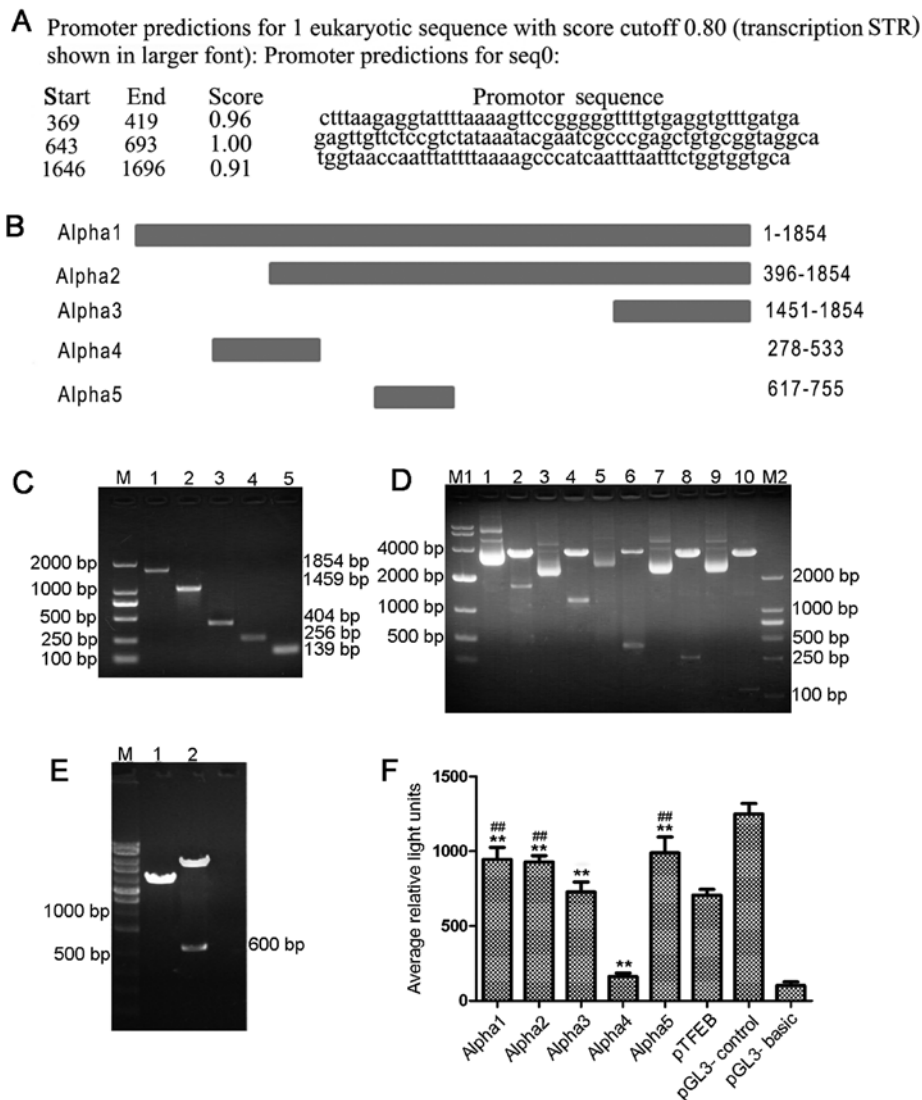 A Promoter predictions for 1 eukaryotic sequence with score cutoff 0.80 (transcription STR)
shown in larger font): Promoter predictions for seq0:
Start End Score Promotor sequence
369 419 0.96 ctttaagaggtattttaaaagttccgggggttttgtgaggtgtttgatga
643 693 1.00 gagttgttctccgtctataaatacgaatcgcccgagctgtgcggtaggca
1646 1696 0.91 tggtaaccaatttattttaaaagcccatcaatttaatttctggtggtgca
B
Alpha1 1-1854
Alpha2 396-1854
Alpha3 1451-1854
Alpha4 278-533
Alpha5 617-755
C
M 1 2 3 4 5
2000 bp
1000 bp
500 bp
250 bp
100 bp
1854 bp
1459 bp
404 bp
256 bp
139 bp
D
M1 1 2 3 4 5 6 7 8 9 10 M2
4000 bp
2000 bp
1000 bp
500 bp
2000 bp
1000 bp
500 bp
250 bp
100 bp
E
M 1 2
1000 bp
500 bp
600 bp
F
Average relative light units
1500
1000
500
0
## ## ##
** ** ** ** **
Alpha1
Alpha2
Alpha3
Alpha4
Alpha5
pTFEB
pGL3- control
pGL3- basic